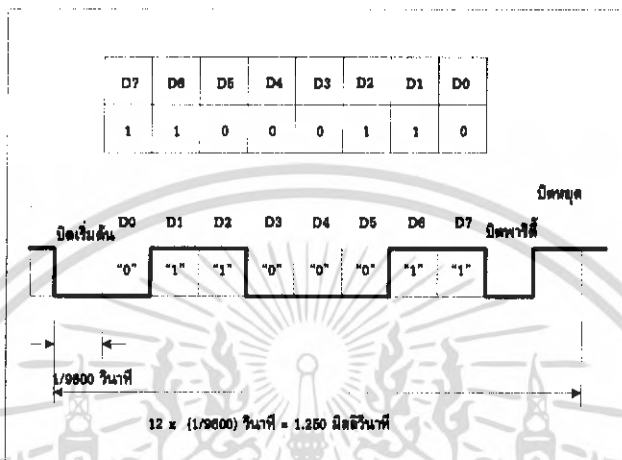 D7 D6 D5 D4 D3 D2 D1 D0
1 1 0 0 0 1 1 0
บิตหยุด
บิตเริ่มต้น D0 D1 D2 D3 D4 D5 D6 D7 บิตพาริตี้
"0" "1" "1" "0" "0" "0" "1" "1"
1/9600 วินาที
12 x (1/9600) วินาที = 1.250 มิลลิวินาที